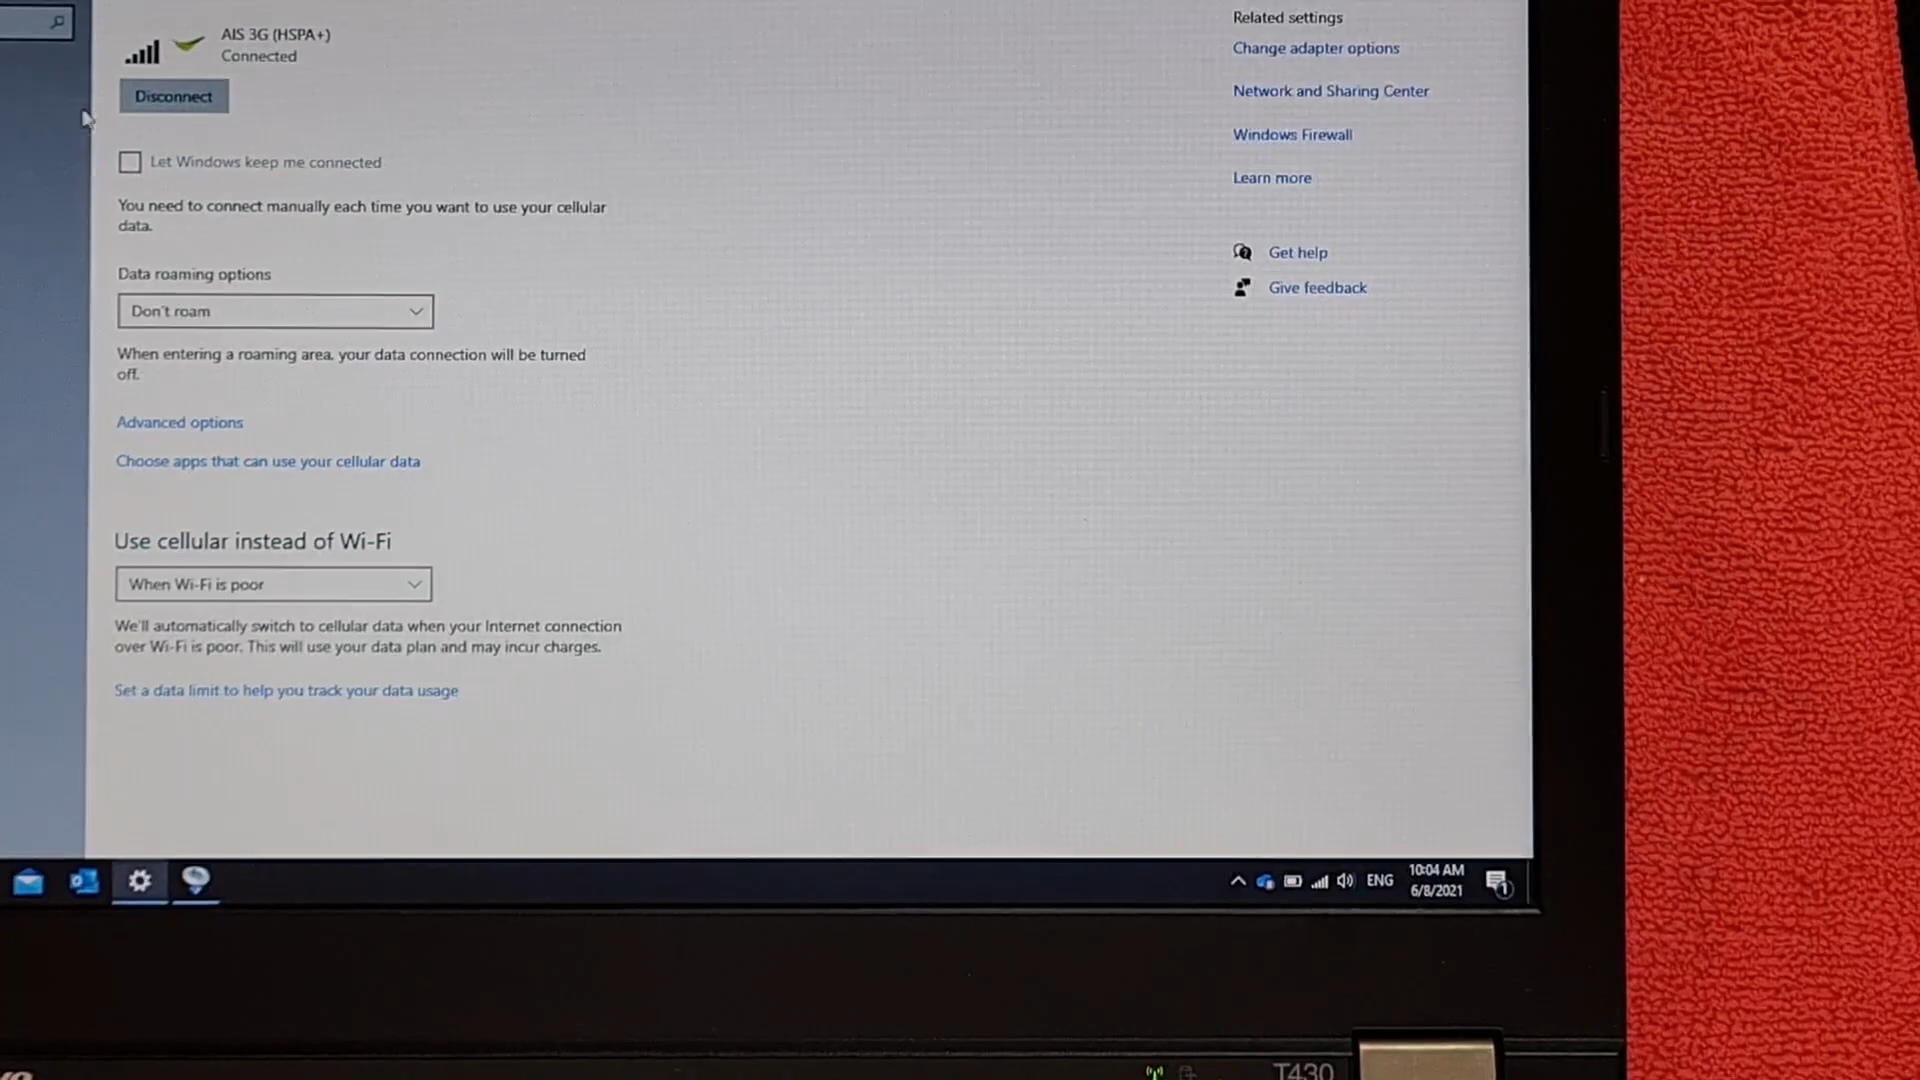 AIS 3G (HSPA+)
Connected
Disconnect
Let Windows keep me connected
You need to connect manually each time you want to use your cellular
data.
Data roaming options
Don't roam
When entering a roaming area, your data connection will be turned
off.
Advanced options
Choose apps that can use your cellular data
Use cellular instead of Wi-Fi
When Wi-Fi is poor
We'll automatically switch to cellular data when your Internet connection
over Wi-Fi is poor. This will use your data plan and may incur charges.
Set a data limit to help you track your data usage
Related settings
Change adapter options
Network and Sharing Center
Windows Firewall
Learn more
Get help
Give feedback
ENG
10:04 AM
6/8/2021
1
T430